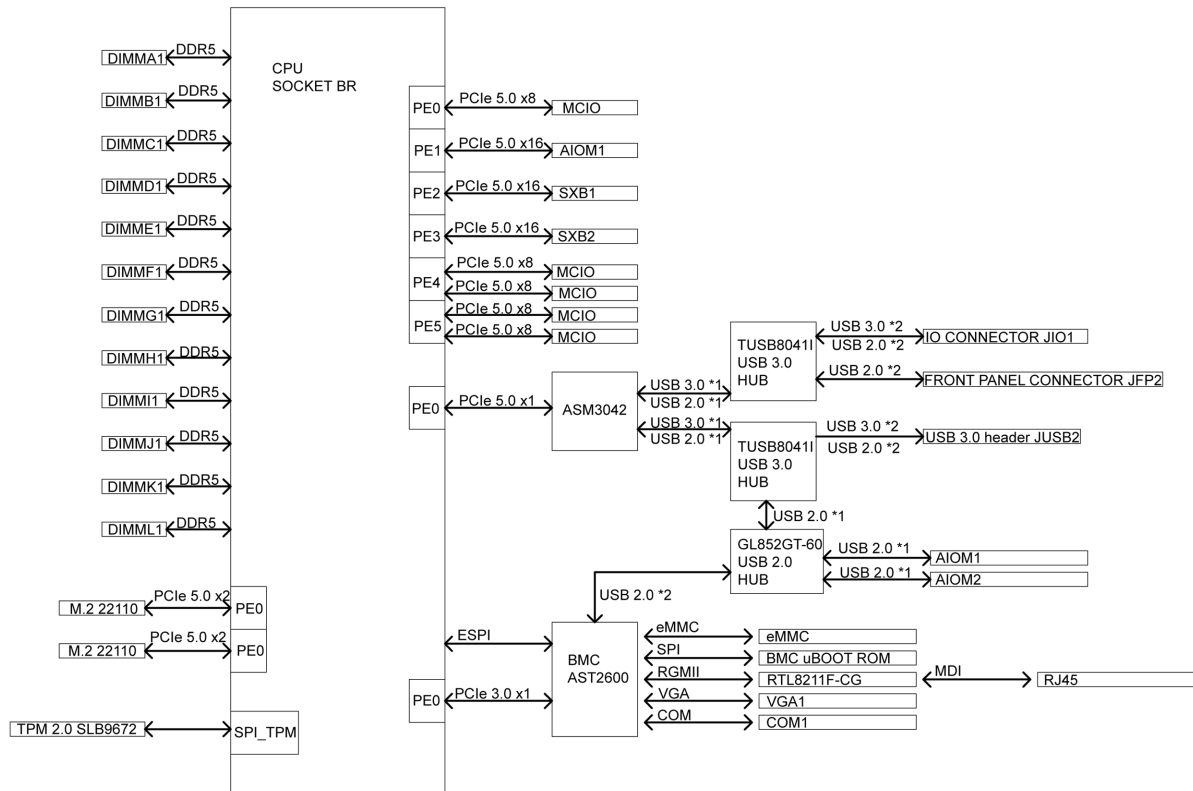 CPU
SOCKET BR
DIMMA1
DDR5
DIMMB1
DDR5
DIMMC1
DDR5
DIMMD1
DDR5
DIMME1
DDR5
DIMMF1
DDR5
DIMMG1
DDR5
DIMMH1
DDR5
DIMMI1
DDR5
DIMMJ1
DDR5
DIMMK1
DDR5
DIMML1
DDR5
M.2 22110
PCIe 5.0 x2
PE0
M.2 22110
PCIe 5.0 x2
PE0
TPM 2.0 SLB9672
SPI_TPM
PE0
PCIe 5.0 x8
MCIO
PE1
PCIe 5.0 x16
AIOM1
PE2
PCIe 5.0 x16
SXB1
PE3
PCIe 5.0 x16
SXB2
PE4
PCIe 5.0 x8
MCIO
PCIe 5.0 x8
MCIO
PE5
PCIe 5.0 x8
MCIO
PCIe 5.0 x8
MCIO
PE0
PCIe 5.0 x1
ASM3042
USB 3.0 *1
USB 2.0 *1
USB 3.0 *1
USB 2.0 *1
TUSB8041I
USB 3.0
HUB
USB 3.0 *2
USB 2.0 *2
IO CONNECTOR JIO1
USB 2.0 *2
FRONT PANEL CONNECTOR JFP2
TUSB8041I
USB 3.0
HUB
USB 3.0 *2
USB 2.0 *2
USB 3.0 header JUSB2
USB 2.0 *1
GL852GT-60
USB 2.0
HUB
USB 2.0 *1
AIOM1
USB 2.0 *1
AIOM2
USB 2.0 *2
ESPI
PE0
PCIe 3.0 x1
BMC
AST2600
eMMC
eMMC
SPI
BMC uBOOT ROM
RGMII
RTL8211F-CG
MDI
RJ45
VGA
VGA1
COM
COM1